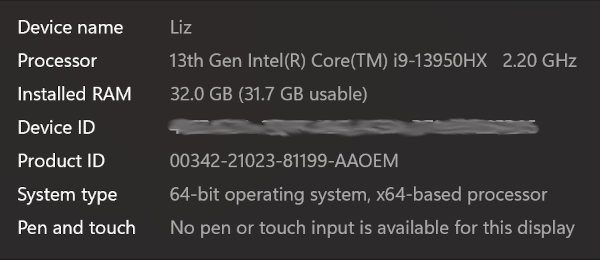 Device name Liz
Processor 13th Gen Intel(R) Core(TM) i9-13950HX 2.20 GHz
Installed RAM 32.0 GB (31.7 GB usable)
Device ID
Product ID 00342-21023-81199-AAOEM
System type 64-bit operating system, x64-based processor
Pen and touch No pen or touch input is available for this display